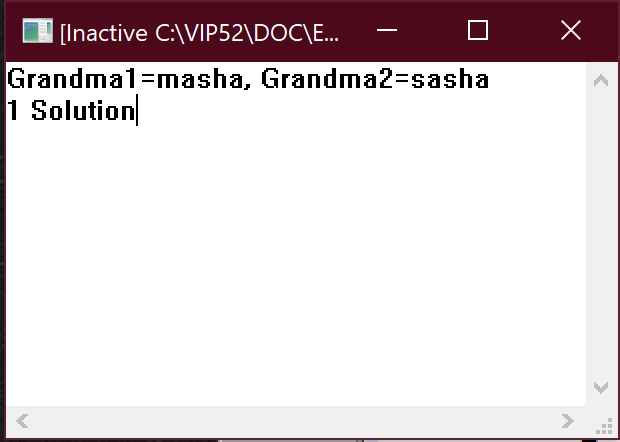 [Inactive C:\VIP52\DOC\E...
Grandma1=masha, Grandma2=sasha
1 Solution